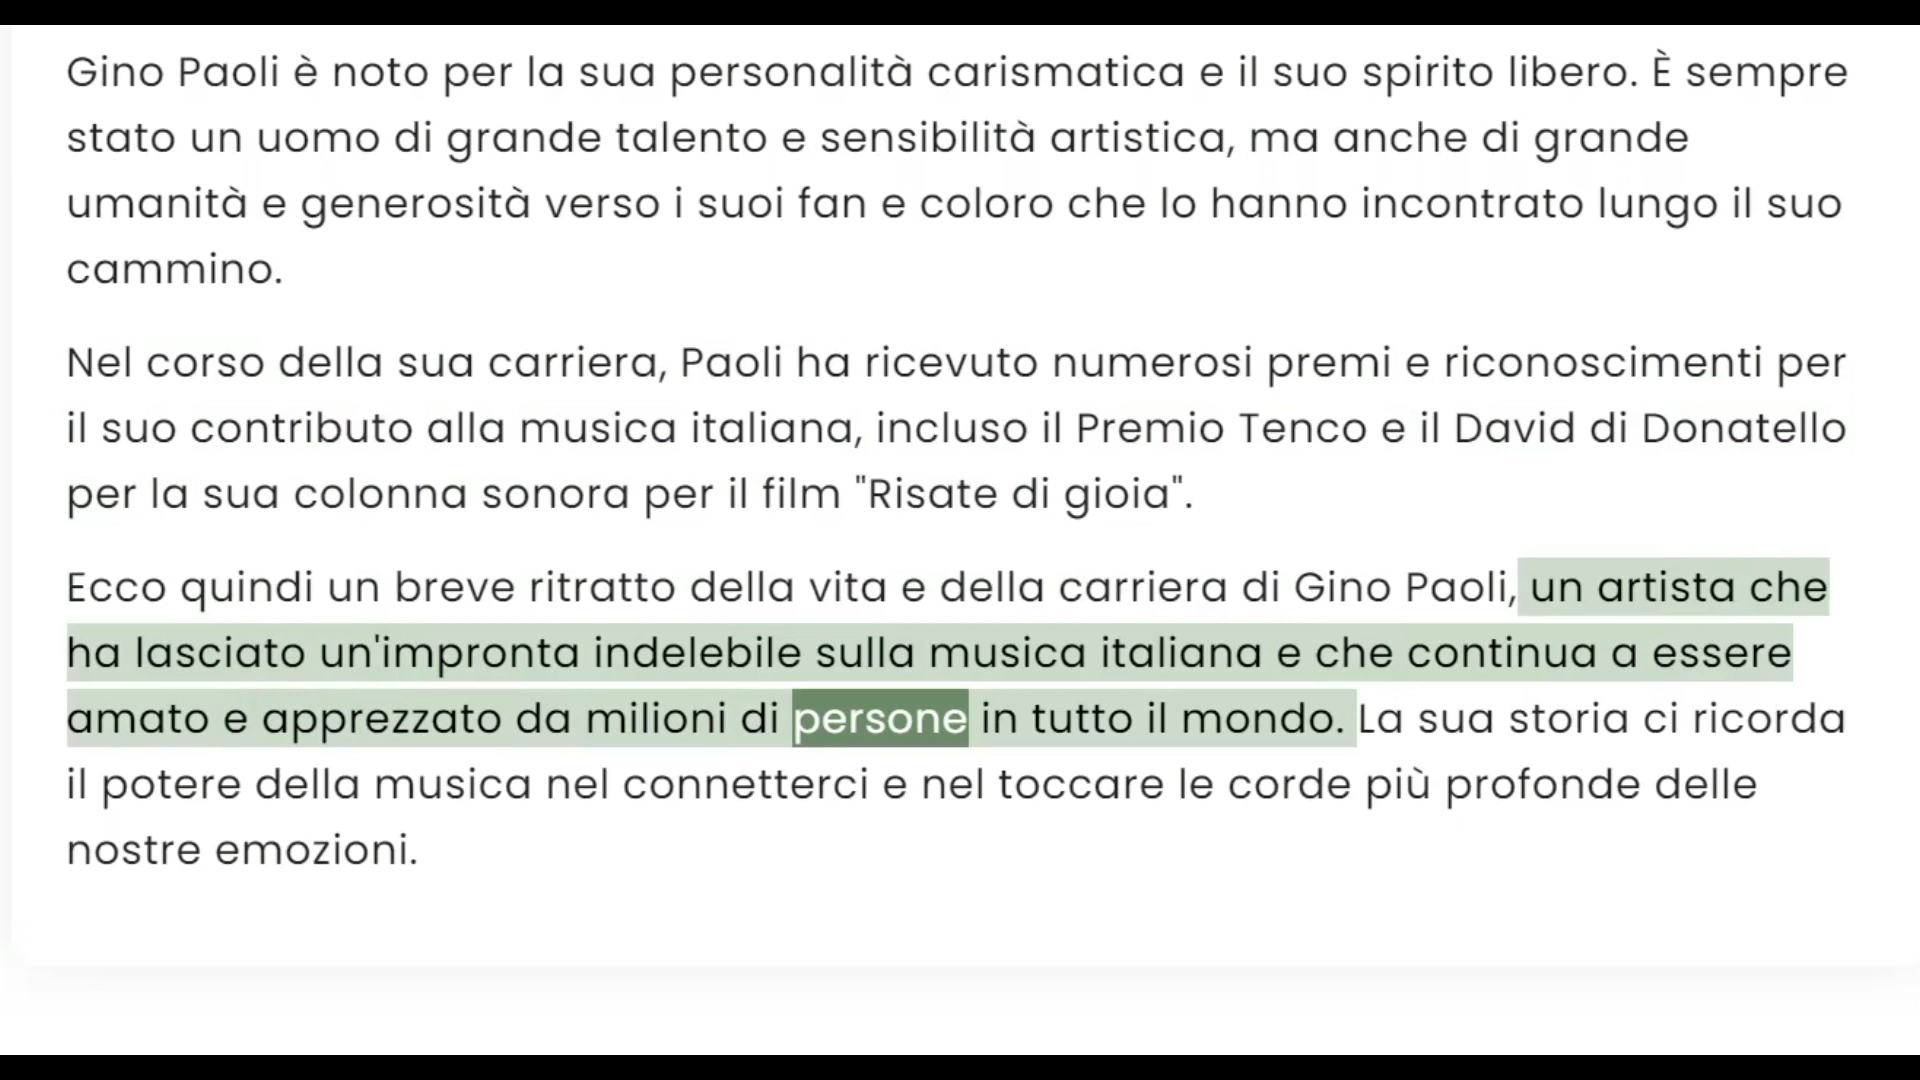 Gino Paoli è noto per la sua personalità carismatica e il suo spirito libero. È sempre
stato un uomo di grande talento e sensibilità artistica, ma anche di grande
umanità e generosità verso i suoi fan e coloro che lo hanno incontrato lungo il suo
cammino.
Nel corso della sua carriera, Paoli ha ricevuto numerosi premi e riconoscimenti per
il suo contributo alla musica italiana, incluso il Premio Tenco e il David di Donatello
per la sua colonna sonora per il film "Risate di gioia".
Ecco quindi un breve ritratto della vita e della carriera di Gino Paoli, un artista che
ha lasciato un'impronta indelebile sulla musica italiana e che continua a essere
amato e apprezzato da milioni di persone in tutto il mondo. La sua storia ci ricorda
il potere della musica nel connetterci e nel toccare le corde più profonde delle
nostre emozioni.